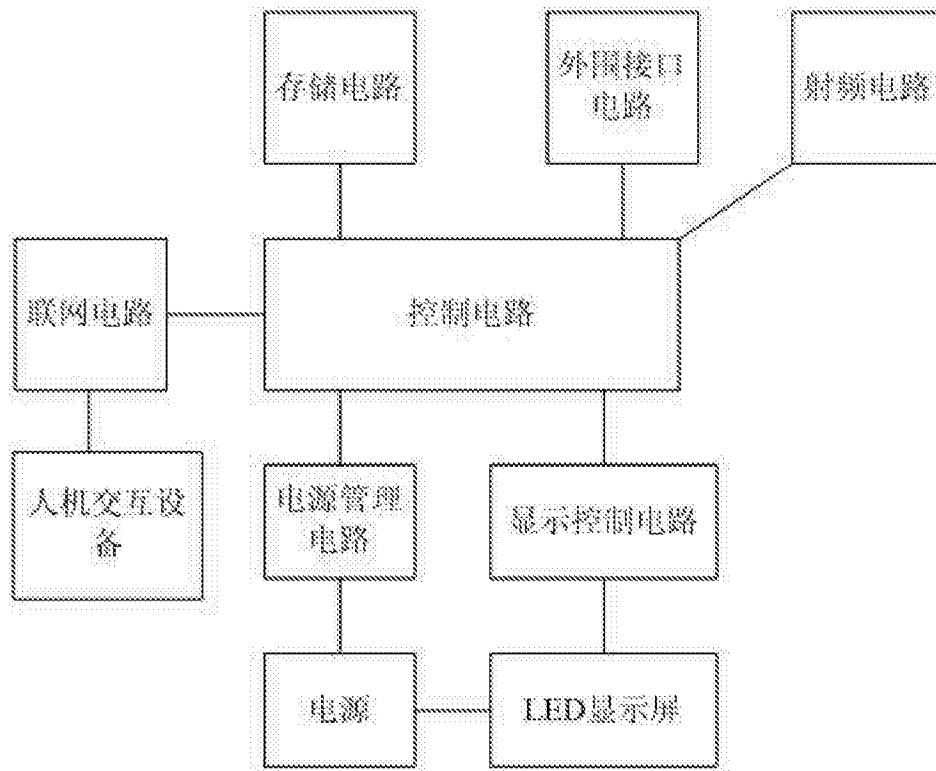 存储电路
外围接口
电路
射频电路
联网电路
控制电路
人机交互设
备
电源管理
电路
显示控制电路
电源
LED显示屏